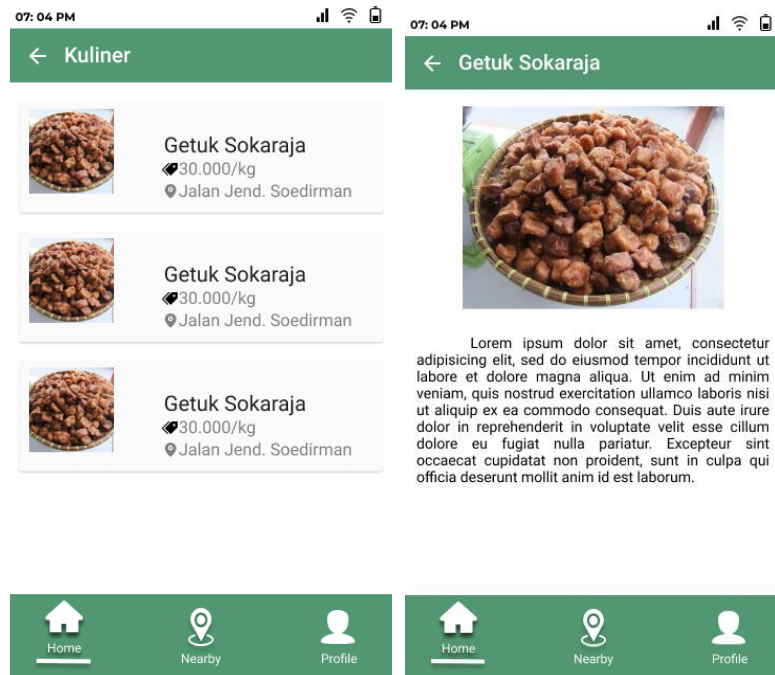 07: 04 PM
Kuliner
Getuk Sokaraja
30.000/kg
Jalan Jend. Soedirman
Getuk Sokaraja
30.000/kg
Jalan Jend. Soedirman
Getuk Sokaraja
30.000/kg
Jalan Jend. Soedirman
Home
Nearby
Profile
07: 04 PM
Getuk Sokaraja
Lorem ipsum dolor sit amet, consectetur
adipisicing elit, sed do eiusmod tempor incididunt ut
labore et dolore magna aliqua. Ut enim ad minim
veniam, quis nostrud exercitation ullamco laboris nisi
ut aliquip ex ea commodo consequat. Duis aute irure
dolor in reprehenderit in voluptate velit esse cillum
dolore eu fugiat nulla pariatur. Excepteur sint
occaecat cupidatat non proident, sunt in culpa qui
officia deserunt mollit anim id est laborum.
Home
Nearby
Profile